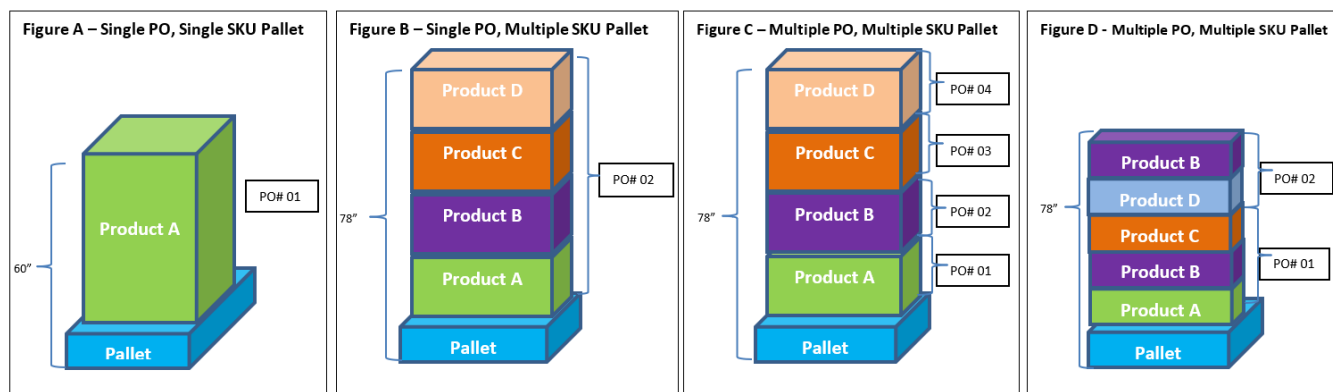 Figure A – Single PO, Single SKU Pallet
Product A
PO# 01
60”
Pallet
Figure B – Single PO, Multiple SKU Pallet
Product D
Product C
PO# 02
78”
Product B
Product A
Pallet
Figure C – Multiple PO, Multiple SKU Pallet
Product D
PO# 04
Product C
PO# 03
78”
Product B
PO# 02
Product A
PO# 01
Pallet
Figure D - Multiple PO, Multiple SKU Pallet
Product B
PO# 02
Product D
78”
Product C
Product B
PO# 01
Product A
Pallet